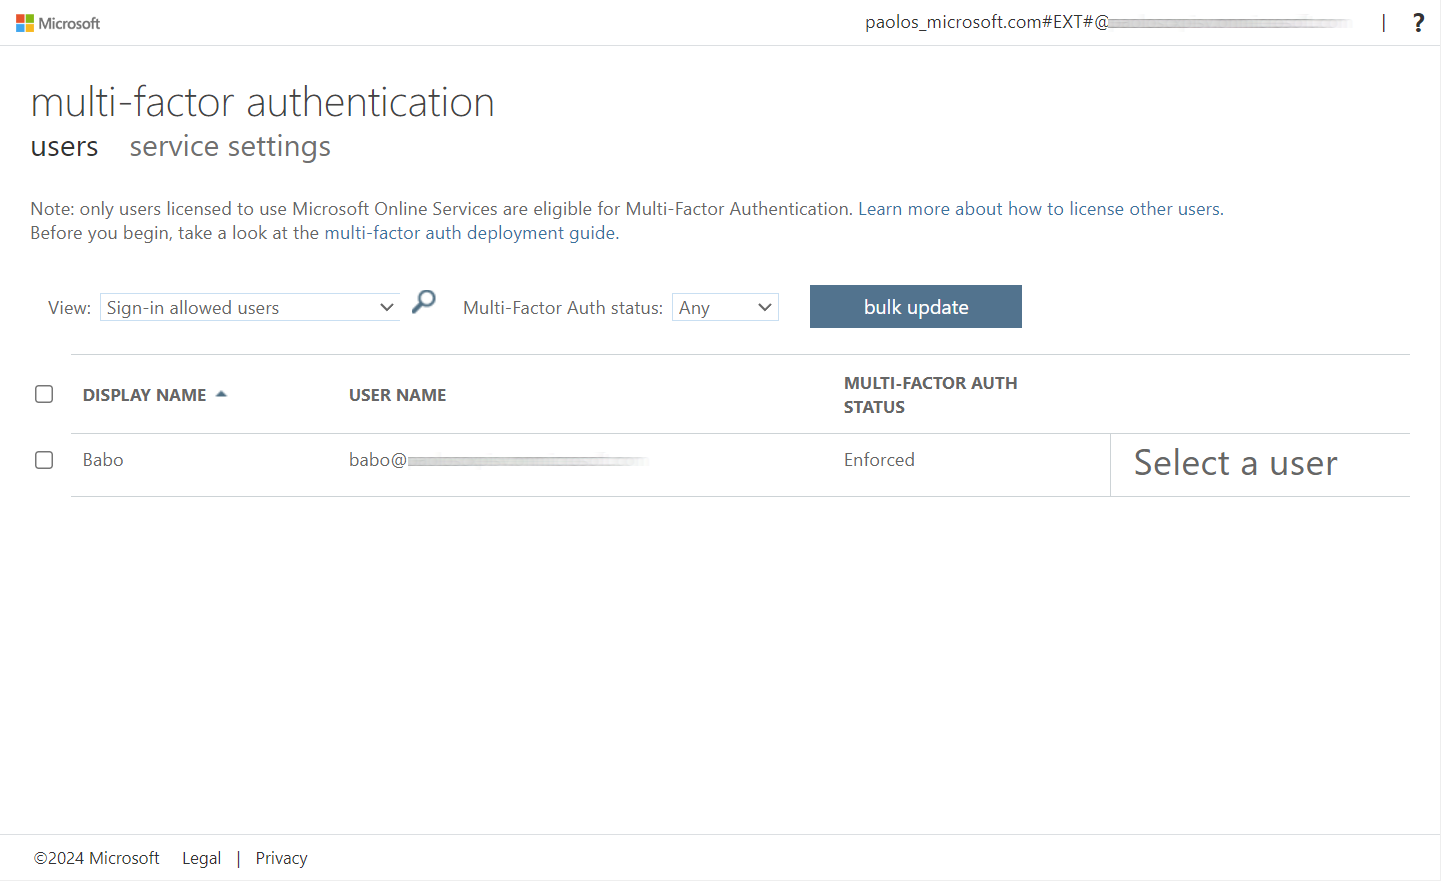 Microsoft
paolos_microsoft.com#EXT#@
|
?
multi-factor authentication
users service settings
Note: only users licensed to use Microsoft Online Services are eligible for Multi-Factor Authentication. Learn more about how to license other users.
Before you begin, take a look at the multi-factor auth deployment guide.
View: Sign-in allowed users Multi-Factor Auth status: Any bulk update
DISPLAY NAME USER NAME MULTI-FACTOR AUTH
STATUS
Babo babo@ Enforced Select a user
©2024 Microsoft Legal | Privacy